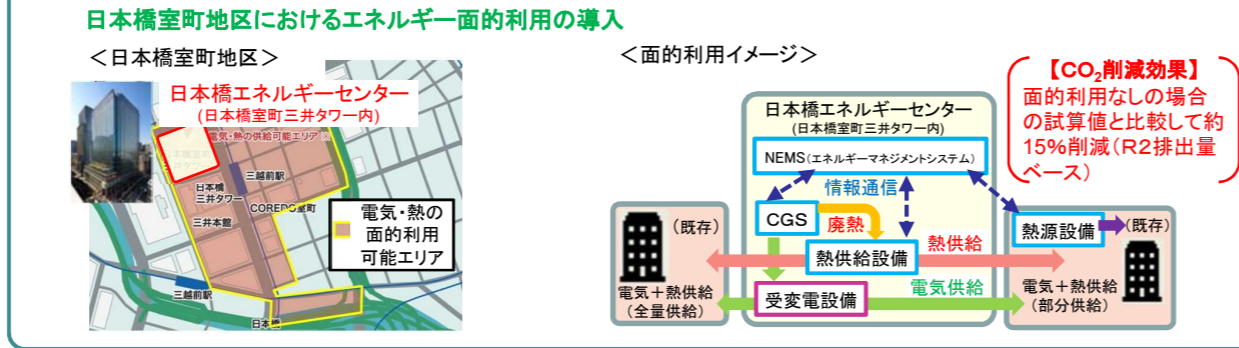 日本橋室町地区におけるエネルギー面的利用の導入
＜日本橋室町地区＞
日本橋エネルギーセンター
(日本橋室町三井タワー内)
電気・熱の供給可能エリア
三越前駅
日本橋
三井タワー
COREDO室町
三井本館
三越前駅
日本橋
電気・熱の
面的利用
可能エリア
＜面的利用イメージ＞
日本橋エネルギーセンター
(日本橋室町三井タワー内)
NEMS(エネルギーマネジメントシステム)
情報通信
CGS
廃熱
熱供給設備
受変電設備
熱供給
電気供給
(既存)
電気＋熱供給
(全量供給)
熱源設備
(既存)
電気＋熱供給
(部分供給)
【CO₂削減効果】
面的利用なしの場合
の試算値と比較して約
15%削減(R2排出量
ベース)